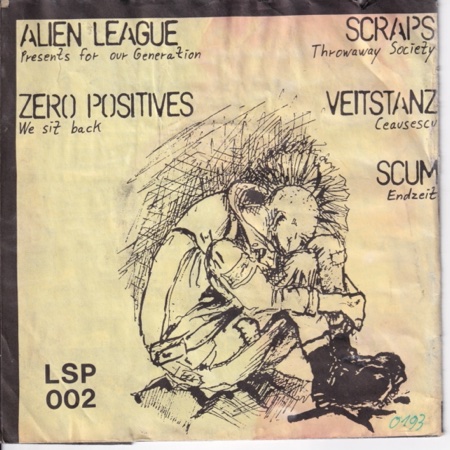 ALIEN LEAGUE
Presents for our Generation
SCRAPS
Throwaway Society
ZERO POSITIVES
We sit back
VEITSTANZ
Ceausescu
SCUM
Endzeit
LSP
002
0193